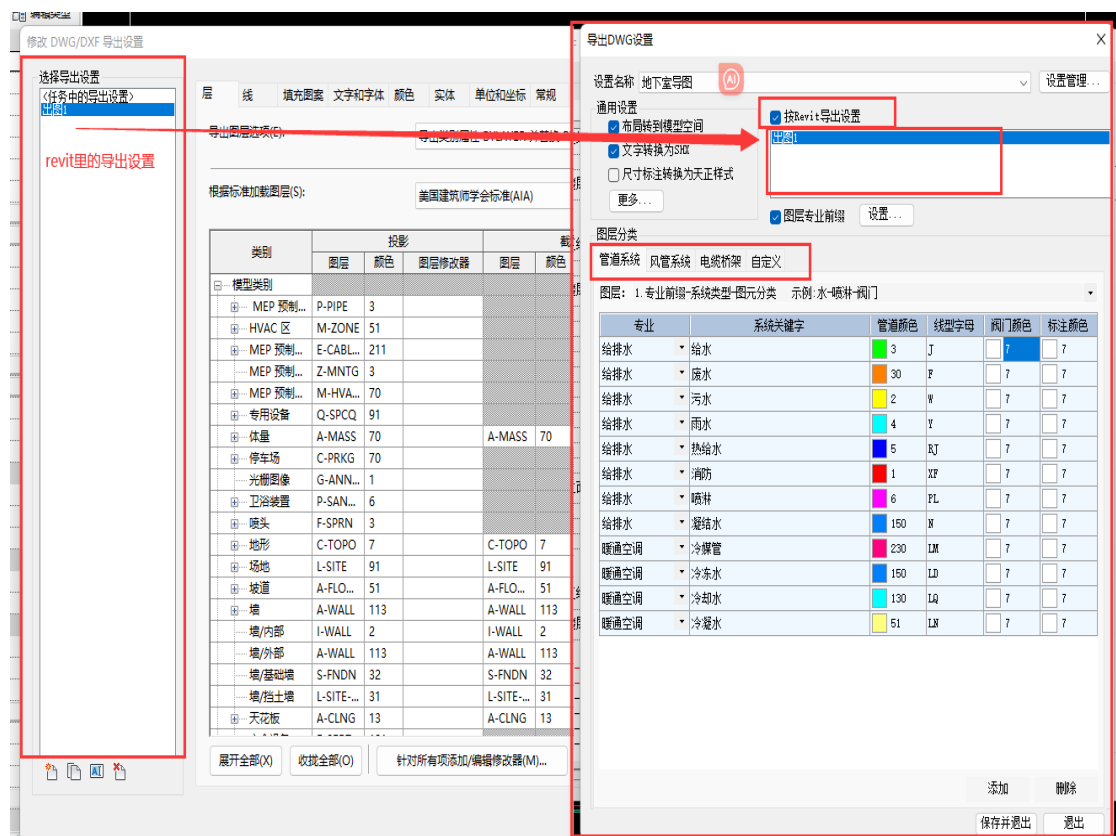 编辑类型
修改 DWG/DXF 导出设置
选择导出设置
<任务中的导出设置>
出图1
revit里的导出设置
层 线 填充图案 文字和字体 颜色 实体 单位和坐标 常规
导出图层选项(E):
根据标准加载图层(S):
美国建筑师学会标准(AIA)
类别 投影
图层 颜色 图层修改器 图层 颜色
模型类别
MEP 预制... P-PIPE 3
HVAC 区 M-ZONE 51
MEP 预制... E-CABL... 211
MEP 预制... Z-MNTG 3
MEP 预制... M-HVA... 70
专用设备 Q-SPCQ 91
体量 A-MASS 70 A-MASS 70
停车场 C-PRKG 70
光栅图像 G-ANN... 1
卫浴装置 P-SAN... 6
喷头 F-SPRN 3
地形 C-TOPO 7 C-TOPO 7
场地 L-SITE 91 L-SITE 91
坡道 A-FLO... 51 A-FLO... 51
墙 A-WALL 113 A-WALL 113
墙/内部 I-WALL 2 I-WALL 2
墙/外部 A-WALL 113 A-WALL 113
墙/基础墙 S-FNDN 32 S-FNDN 32
墙/挡土墙 L-SITE-... 31 L-SITE-... 31
天花板 A-CLNG 13 A-CLNG 13
展开全部(X) 收拢全部(O) 针对所有项添加/编辑修改器(M)...
导出DWG设置
X
设置名称 地下室导图 AI 设置管理...
通用设置
布局转到模型空间
文字转换为SHX
尺寸标注转换为天正样式
更多...
按Revit导出设置
出图1
图层专业前缀 设置...
图层分类
管道系统 风管系统 电缆桥架 自定义
图层: 1.专业前缀-系统类型-图元分类 示例:水-喷淋-阀门
专业 系统关键字 管道颜色 线型字母 阀门颜色 标注颜色
给排水 给水 3 J 7 7
给排水 废水 30 F 7 7
给排水 污水 2 W 7 7
给排水 雨水 4 Y 7 7
给排水 热给水 5 RJ 7 7
给排水 消防 1 XF 7 7
给排水 喷淋 6 PL 7 7
给排水 凝结水 150 N 7 7
暖通空调 冷媒管 230 LM 7 7
暖通空调 冷冻水 150 LD 7 7
暖通空调 冷却水 130 LQ 7 7
暖通空调 冷凝水 51 LN 7 7
添加 删除
保存并退出 退出